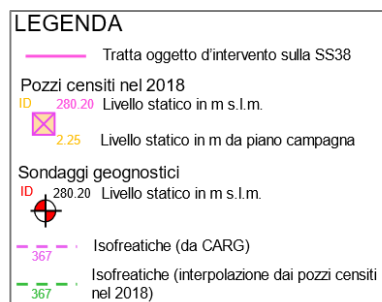 LEGENDA
Tratta oggetto d'intervento sulla SS38
Pozzi censiti nel 2018
ID 280.20 Livello statico in m s.l.m.
2.25 Livello statico in m da piano campagna
Sondaggi geognostici
ID 280.20 Livello statico in m s.l.m.
Isofreatiche (da CARG)
367
Isofreatiche (interpolazione dai pozzi censiti
367 nel 2018)